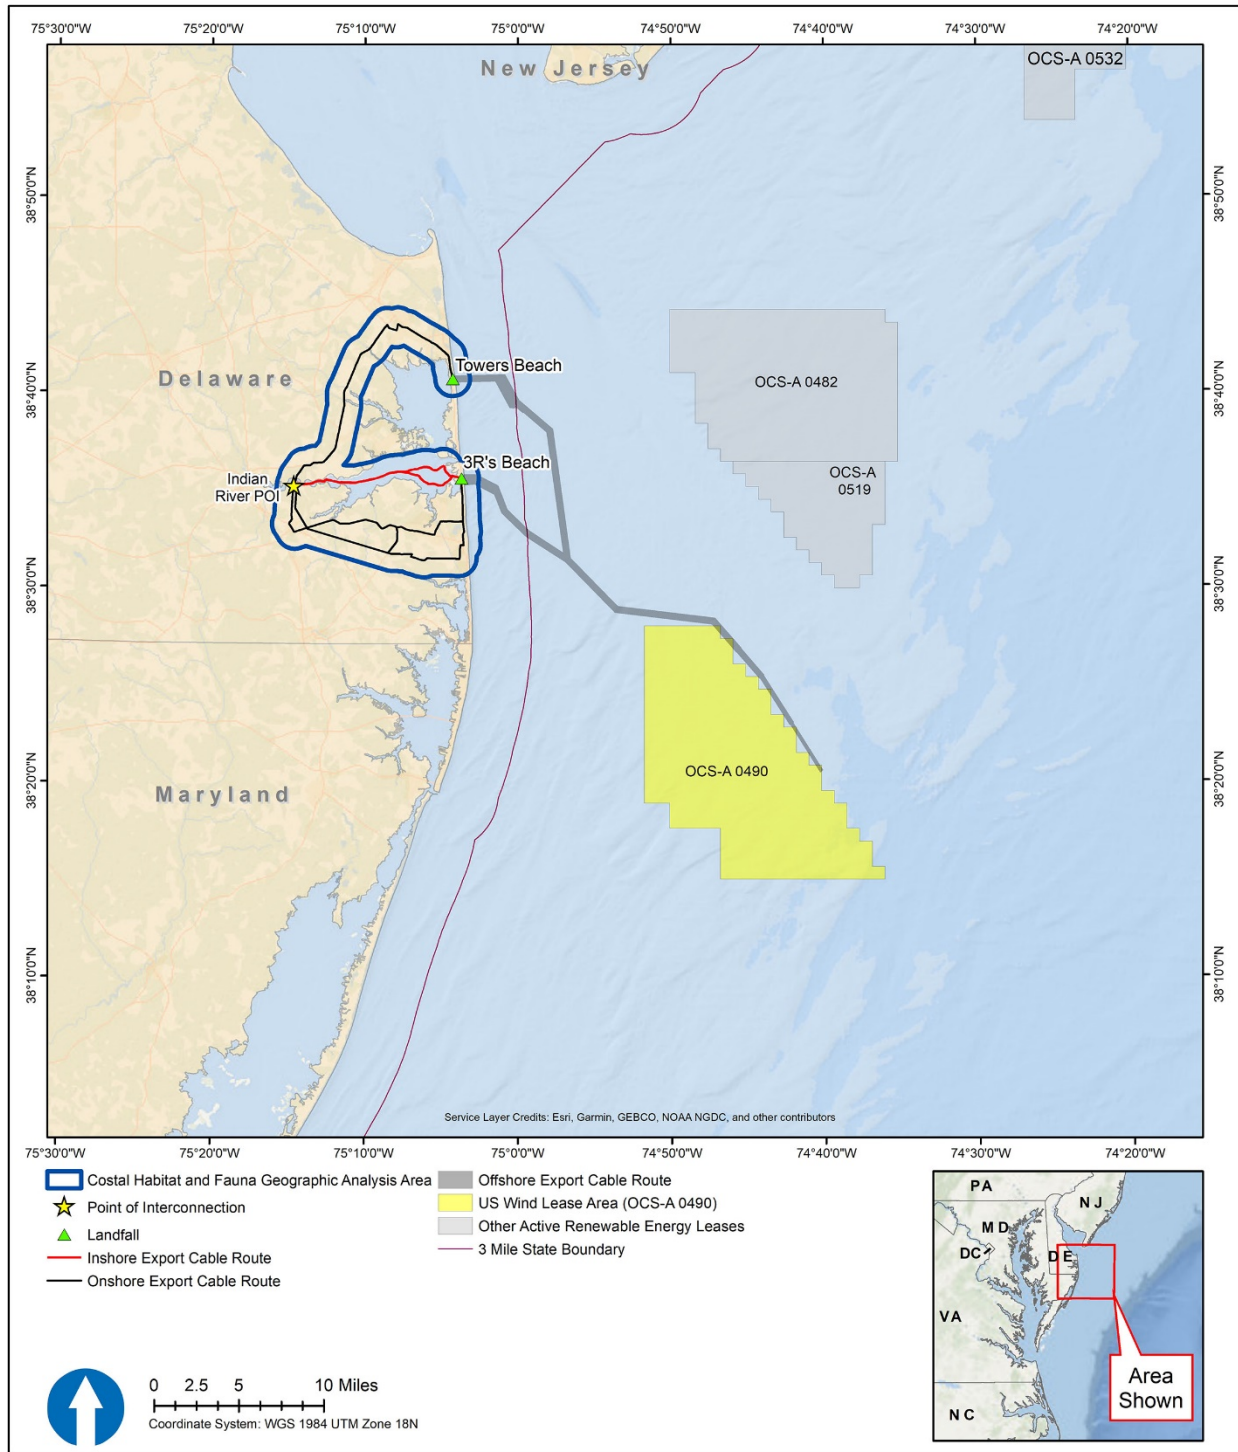 75°30'0"W 75°20'0"W 75°10'0"W 75°0'0"W 74°50'0"W 74°40'0"W 74°30'0"W 74°20'0"W
New Jersey
OCS-A 0532
38°50'0"N 38°50'0"N
Towers Beach
Delaware
38°40'0"N 38°40'0"N
OCS-A 0482
3R's Beach
OCS-A
0519
Indian
River POI
38°30'0"N 38°30'0"N
OCS-A 0490
38°20'0"N 38°20'0"N
Maryland
38°10'0"N 38°10'0"N
Service Layer Credits: Esri, Garmin, GEBCO, NOAA NGDC, and other contributors
75°30'0"W 75°20'0"W 75°10'0"W 75°0'0"W 74°50'0"W 74°40'0"W 74°30'0"W 74°20'0"W
Costal Habitat and Fauna Geographic Analysis Area
Point of Interconnection
Landfall
Inshore Export Cable Route
Onshore Export Cable Route
Offshore Export Cable Route
US Wind Lease Area (OCS-A 0490)
Other Active Renewable Energy Leases
3 Mile State Boundary
0 2.5 5 10 Miles
Coordinate System: WGS 1984 UTM Zone 18N
PA
NJ
MD
DC
DE
VA
NC
Area
Shown